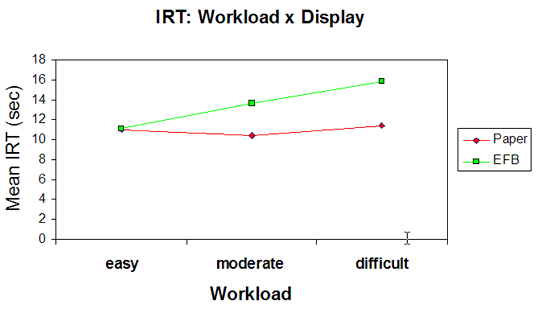 IRT: Workload x Display
Mean IRT (sec)
18
16
14
12
10
8
6
4
2
0
easy moderate difficult
Workload
Paper
EFB